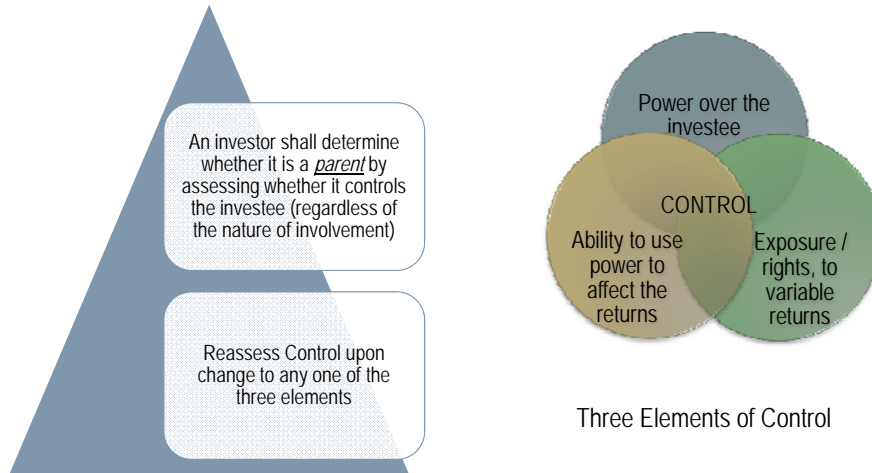 An investor shall determine
whether it is a parent by
assessing whether it controls
the investee (regardless of
the nature of involvement)
Reassess Control upon
change to any one of the
three elements
Power over the
investee
CONTROL
Ability to use
power to
affect the
returns
Exposure /
rights, to
variable
returns
Three Elements of Control